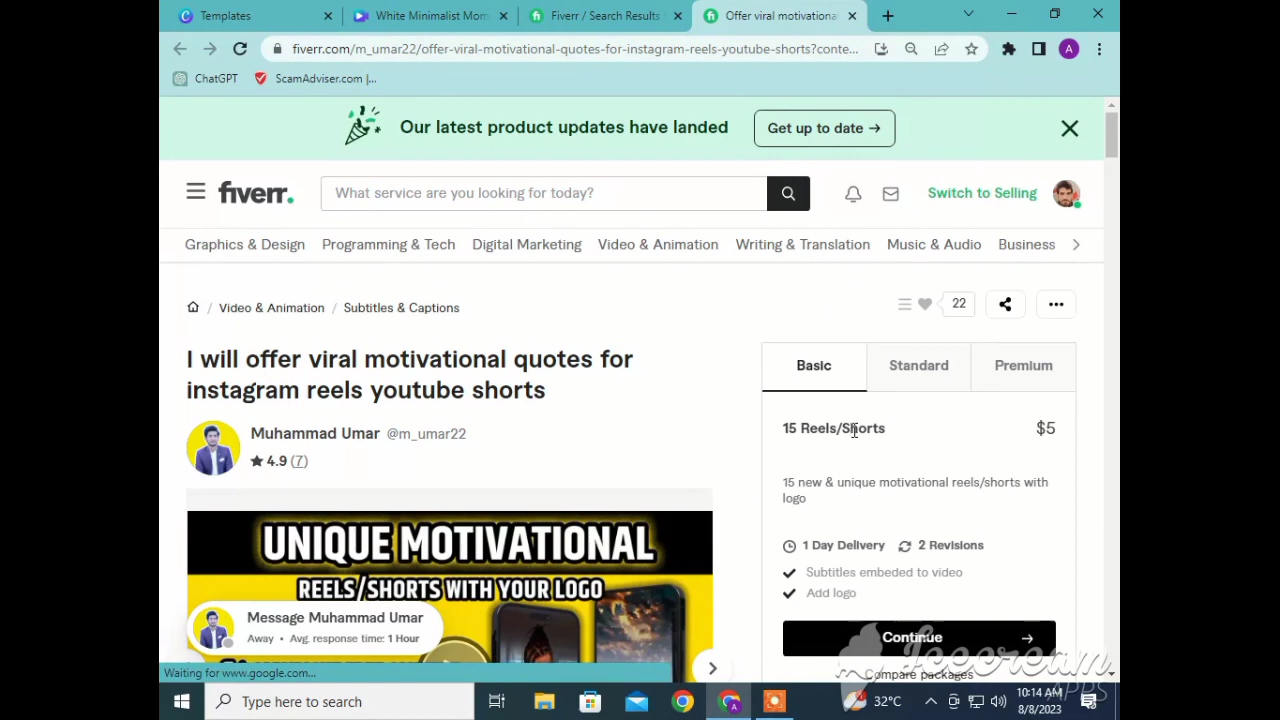 Templates
White Minimalist Mom
Fiverr / Search Results
Offer viral motivationa
fiverr.com/m_umar22/offer-viral-motivational-quotes-for-instagram-reels-youtube-shorts?conte...
A
ChatGPT
ScamAdviser.com |...
Our latest product updates have landed
Get up to date →
fiverr.
What service are you looking for today?
Switch to Selling
Graphics & Design
Programming & Tech
Digital Marketing
Video & Animation
Writing & Translation
Music & Audio
Business
/ Video & Animation / Subtitles & Captions
22
I will offer viral motivational quotes for
instagram reels youtube shorts
Muhammad Umar @m_umar22
4.9 (7)
Basic
Standard
Premium
15 Reels/Shorts
$5
15 new & unique motivational reels/shorts with
logo
1 Day Delivery
2 Revisions
Subtitles embeded to video
Add logo
Continue
Compare packages
UNIQUE MOTIVATIONAL
REELS/SHORTS WITH YOUR LOGO
Message Muhammad Umar
Away • Avg. response time: 1 Hour
Waiting for www.google.com...
Icecream
APPS
Type here to search
A
32°C
10:14 AM
8/8/2023